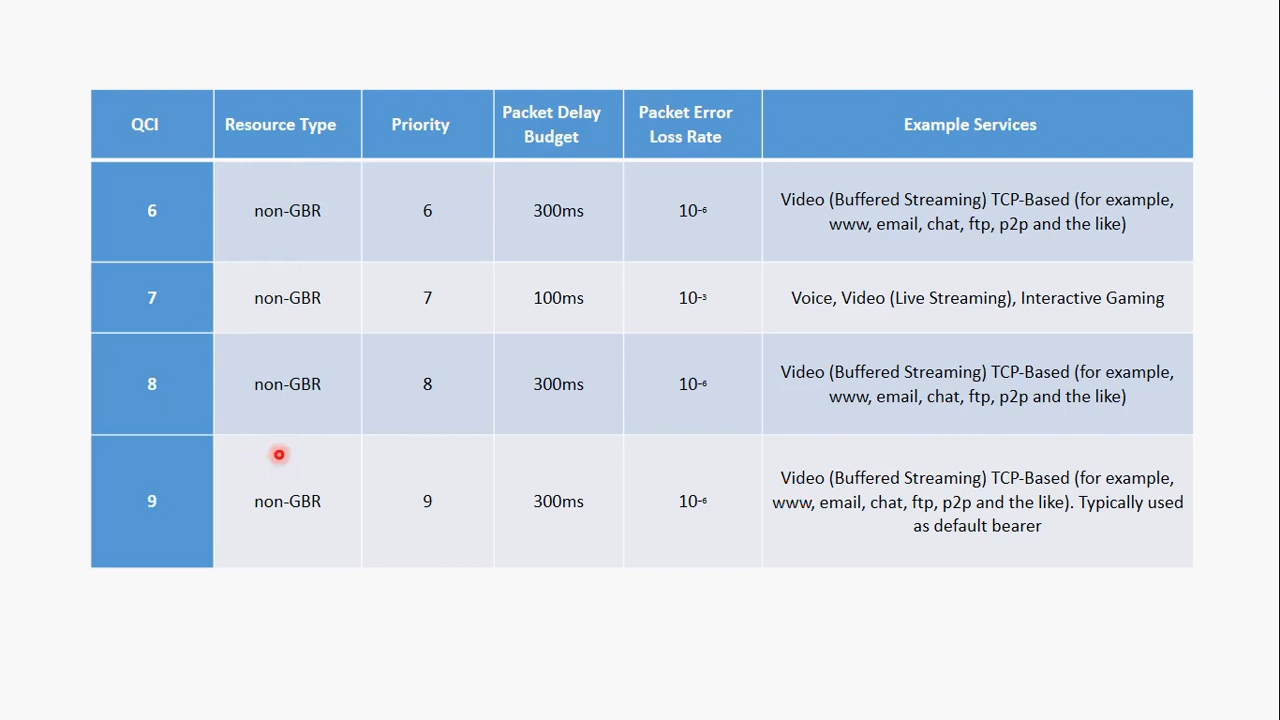 QCI
Resource Type
Priority
Packet Delay
Budget
Packet Error
Loss Rate
Example Services
6
non-GBR
6
300ms
10⁻⁶
Video (Buffered Streaming) TCP-Based (for example,
www, email, chat, ftp, p2p and the like)
7
non-GBR
7
100ms
10⁻³
Voice, Video (Live Streaming), Interactive Gaming
8
non-GBR
8
300ms
10⁻⁶
Video (Buffered Streaming) TCP-Based (for example,
www, email, chat, ftp, p2p and the like)
9
non-GBR
9
300ms
10⁻⁶
Video (Buffered Streaming) TCP-Based (for example,
www, email, chat, ftp, p2p and the like). Typically used
as default bearer